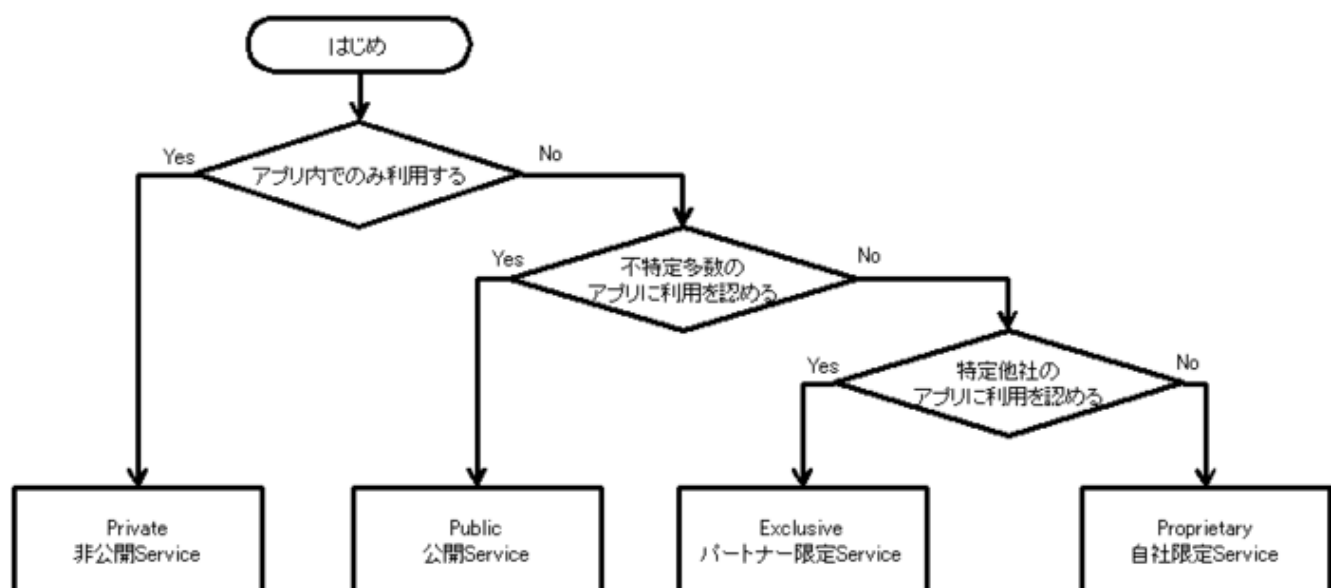 はじめ
アプリ内でのみ利用する
Yes
No
不特定多数の
アプリに利用を認める
Yes
No
特定他社の
アプリに利用を認める
Yes
No
Private
非公開Service
Public
公開Service
Exclusive
パートナー限定Service
Proprietary
自社限定Service